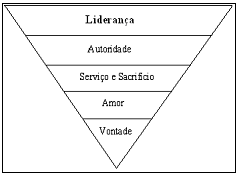 Liderança
Autoridade
Serviço e Sacrifício
Amor
Vontade